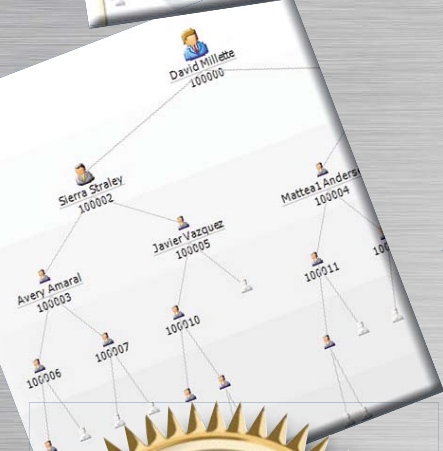 David Millette
100000
Sierra Straley
100002
Mattea1 Anders
100004
Javier Vazquez
100005
Avery Amaral
100003
100011
100010
100007
100006